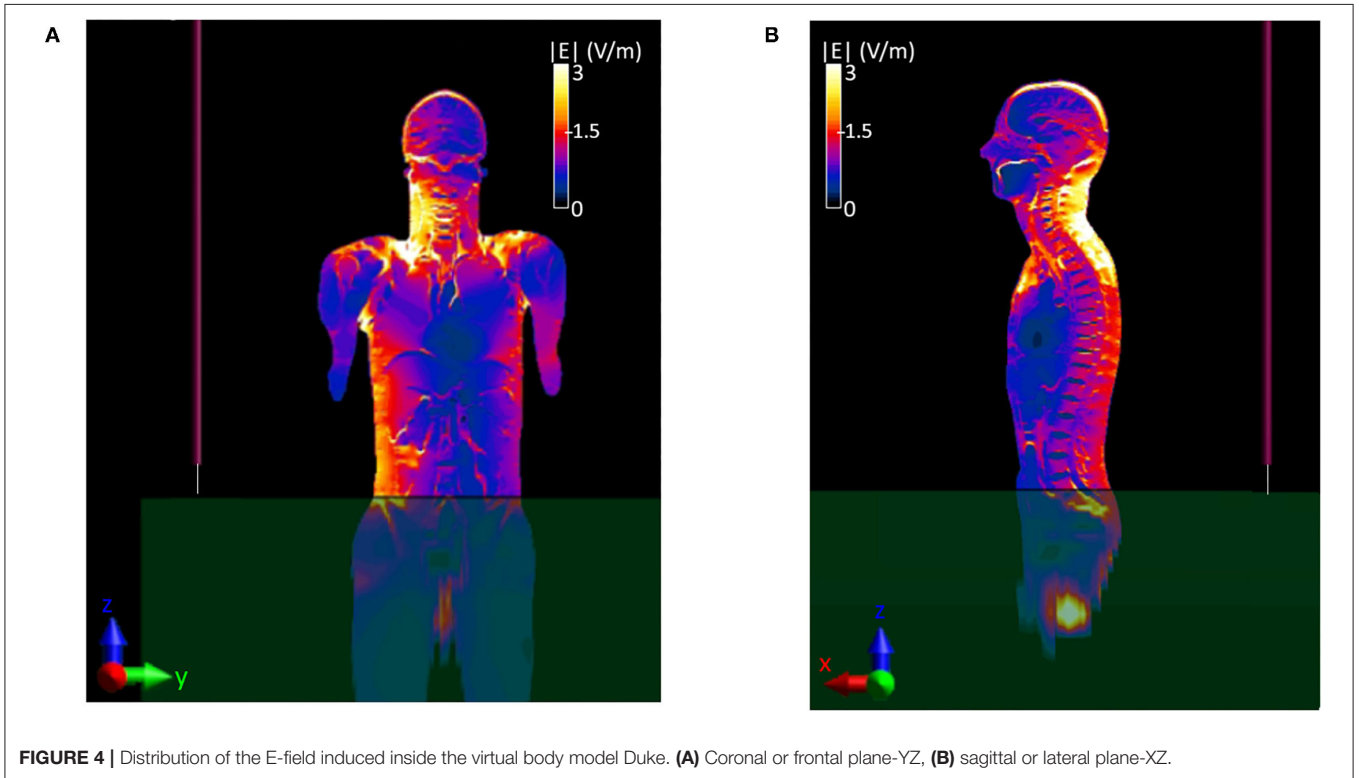 A
|E| (V/m)
3
1.5
0
z
y
B
|E| (V/m)
3
1.5
0
z
x
FIGURE 4 | Distribution of the E-field induced inside the virtual body model Duke. (A) Coronal or frontal plane-YZ, (B) sagittal or lateral plane-XZ.